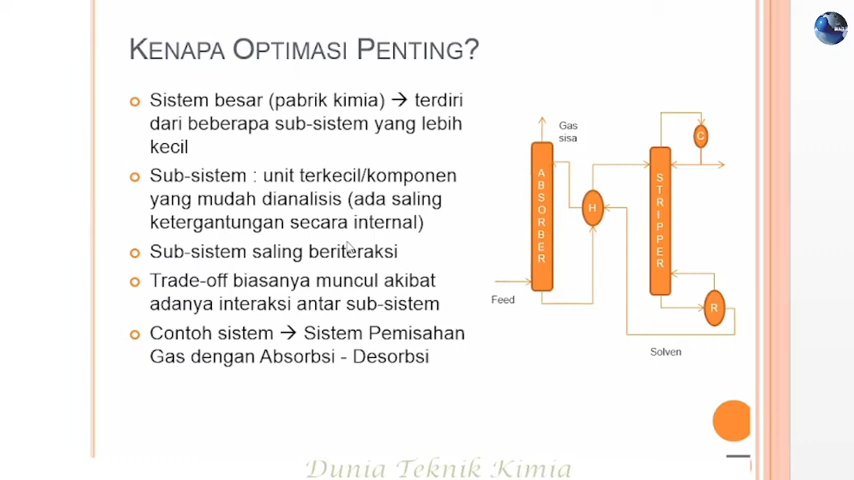 KENAPA OPTIMASI PENTING?
Sistem besar (pabrik kimia) → terdiri
dari beberapa sub-sistem yang lebih
kecil
Sub-sistem : unit terkecil/komponen
yang mudah dianalisis (ada saling
ketergantungan secara internal)
Sub-sistem saling beriteraksi
Trade-off biasanya muncul akibat
adanya interaksi antar sub-sistem
Contoh sistem → Sistem Pemisahan
Gas dengan Absorbsi - Desorbsi
Gas
sisa
ABSORBER
Feed
H
STRIPPER
C
R
Solven
Dunia Teknik Kimia